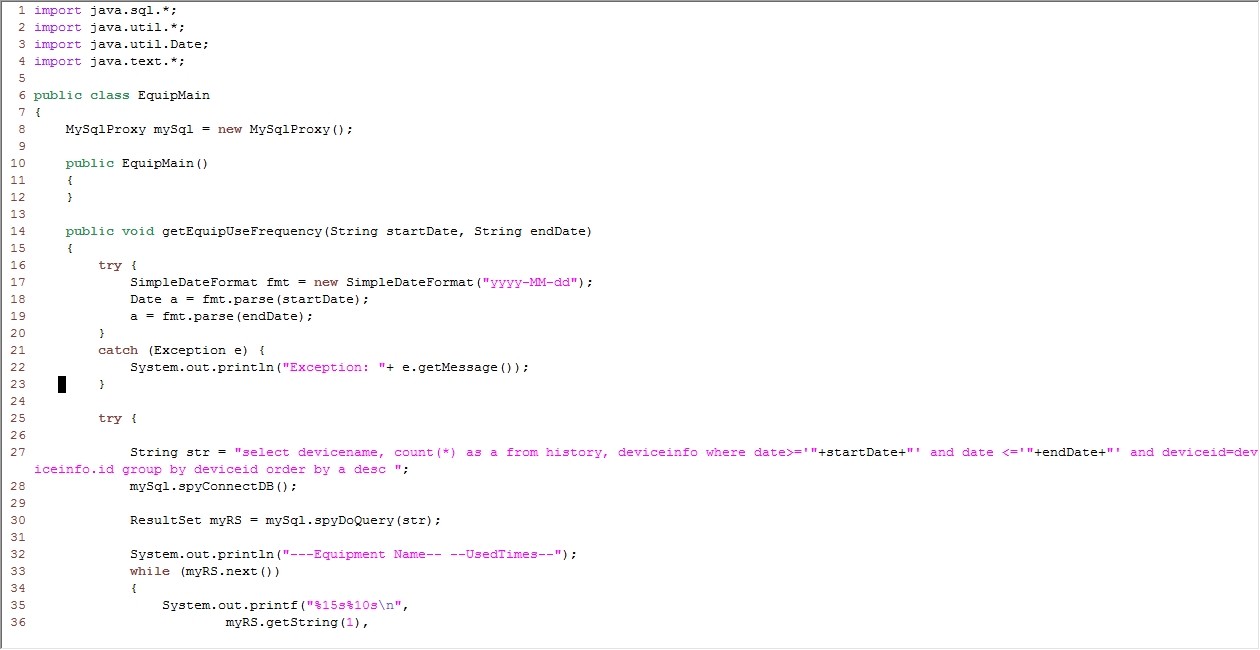 1 import java.sql.*;
2 import java.util.*;
3 import java.util.Date;
4 import java.text.*;
5
6 public class EquipMain
7 {
8     MySqlProxy mySql = new MySqlProxy();
9
10     public EquipMain()
11     {
12     }
13
14     public void getEquipUseFrequency(String startDate, String endDate)
15     {
16         try {
17             SimpleDateFormat fmt = new SimpleDateFormat("yyyy-MM-dd");
18             Date a = fmt.parse(startDate);
19             a = fmt.parse(endDate);
20         }
21         catch (Exception e) {
22             System.out.println("Exception: "+ e.getMessage());
23         }
24
25         try {
26
27             String str = "select devicename, count(*) as a from history, deviceinfo where date>='"+startDate+"' and date <='"+endDate+"' and deviceid=dev
iceinfo.id group by deviceid order by a desc ";
28             mySql.spyConnectDB();
29
30             ResultSet myRS = mySql.spyDoQuery(str);
31
32             System.out.println("---Equipment Name-- --UsedTimes--");
33             while (myRS.next())
34             {
35                 System.out.printf("%15s%10s\n",
36                         myRS.getString(1),